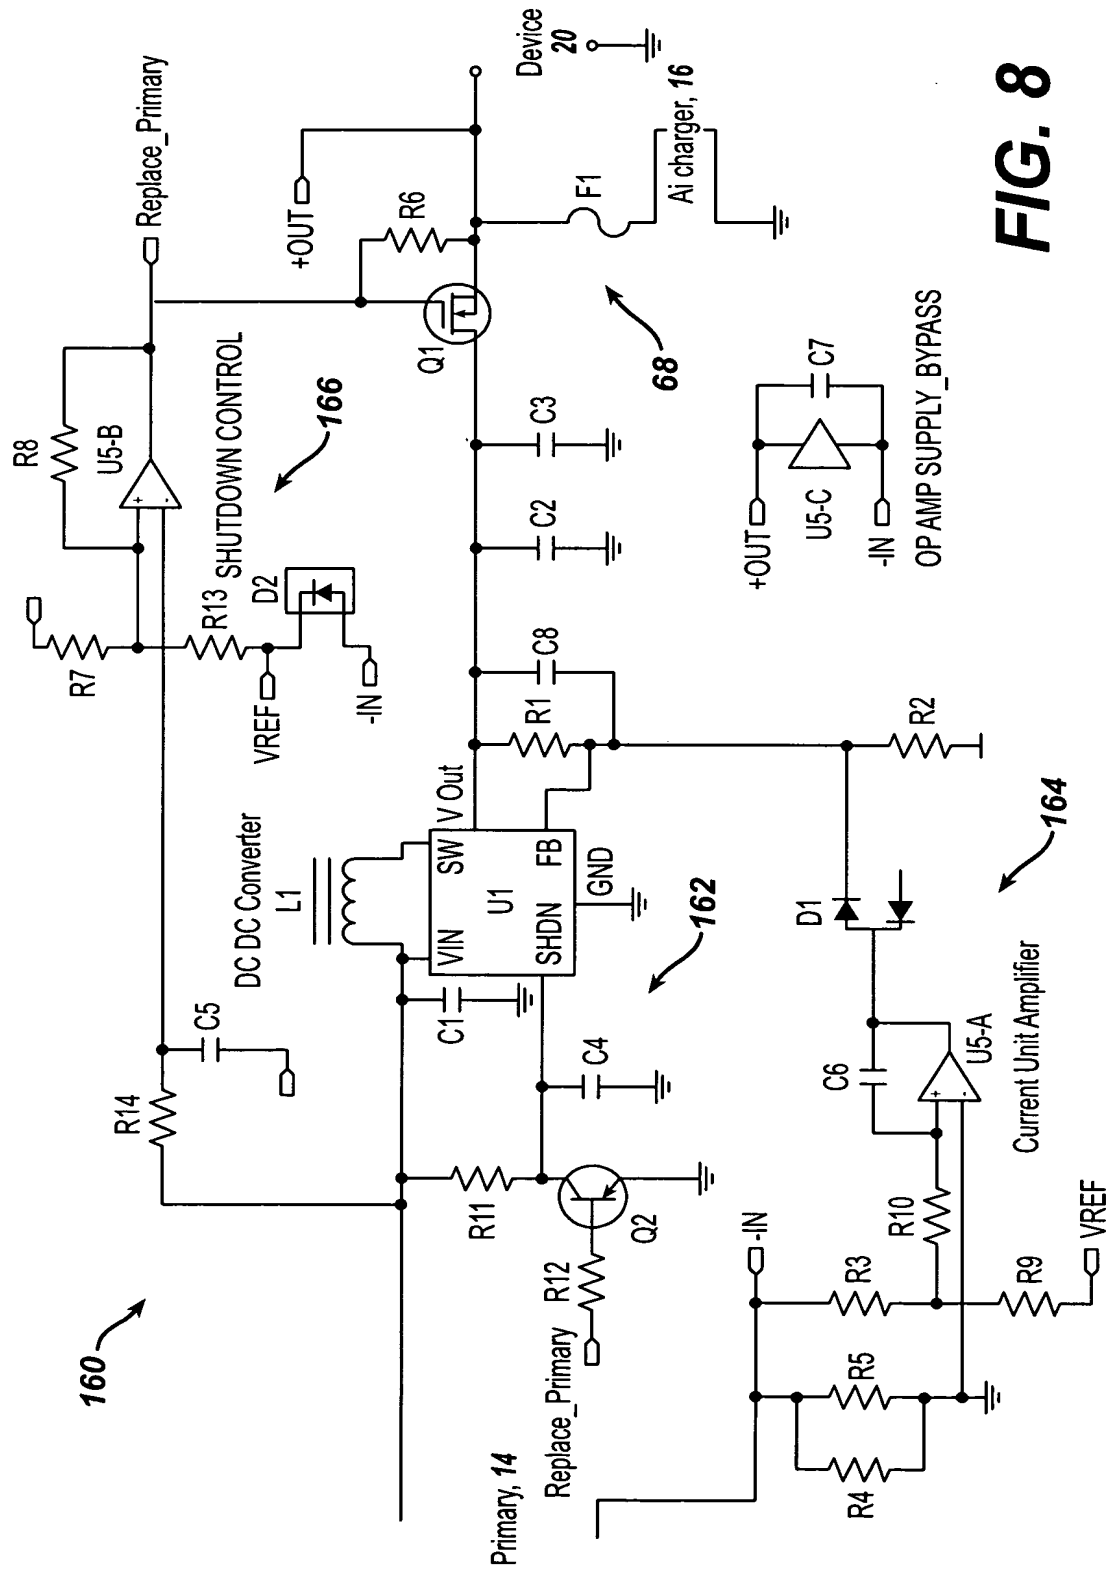 160
Replace_Primary
R8
U5-B
+
-
166
SHUTDOWN CONTROL
R7
R13
D2
VREF
-IN
+OUT
R6
Device
20
R14
C5
DC DC Converter
L1
VIN
SW
V Out
U1
SHDN
FB
GND
C1
C4
R11
Q2
R12
Replace_Primary
162
R1
C8
C2
C3
Q1
F1
Ai charger, 16
68
Primary, 14
-IN
R3
R5
R4
R10
R9
VREF
C6
+
-
U5-A
Current Unit Amplifier
D1
164
R2
+OUT
U5-C
C7
-IN
OP AMP SUPPLY_BYPASS
FIG. 8